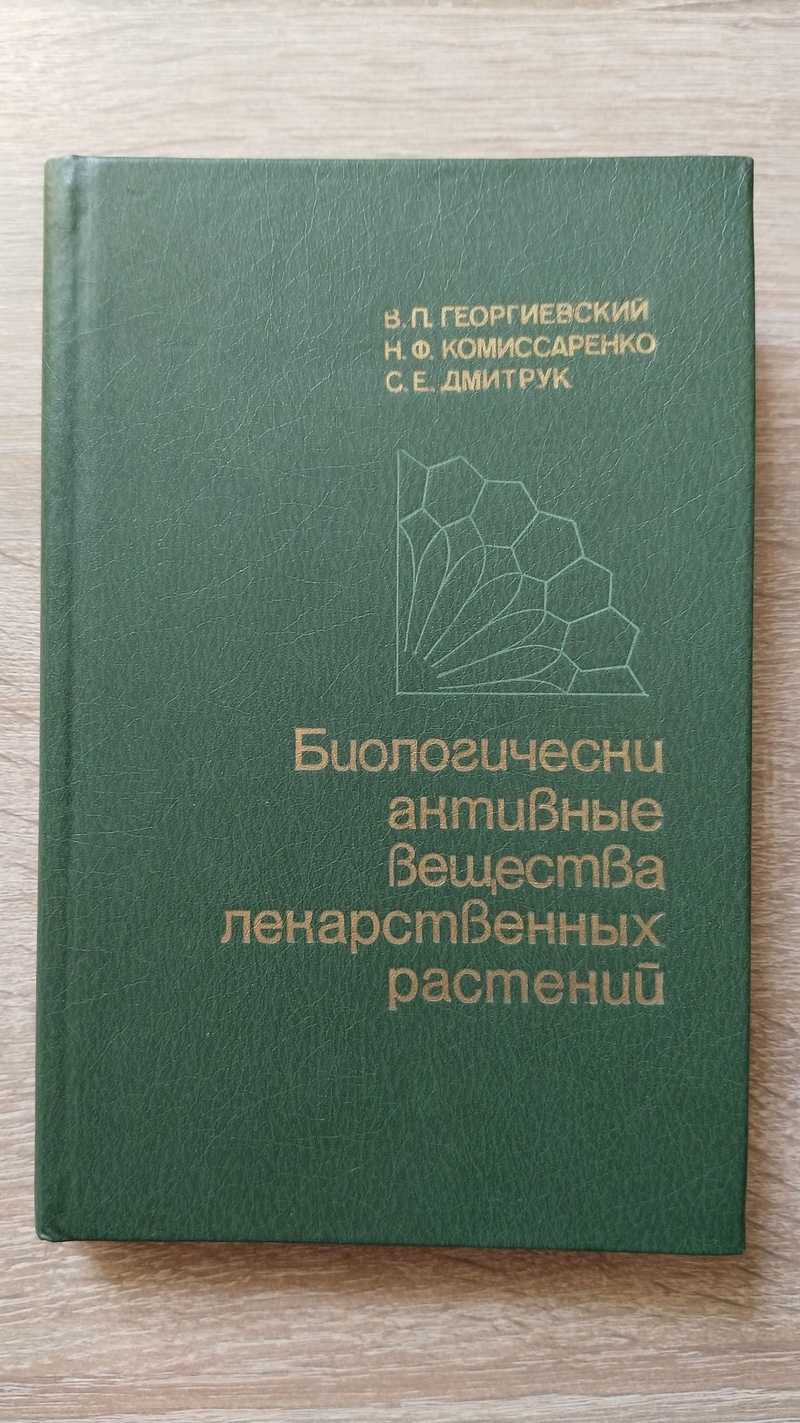 В. П. ГЕОРГИЕВСКИЙ
Н. Ф. КОМИССАРЕНКО
С. Е. ДМИТРУК
Биологически
активные
вещества
лекарственных
растений